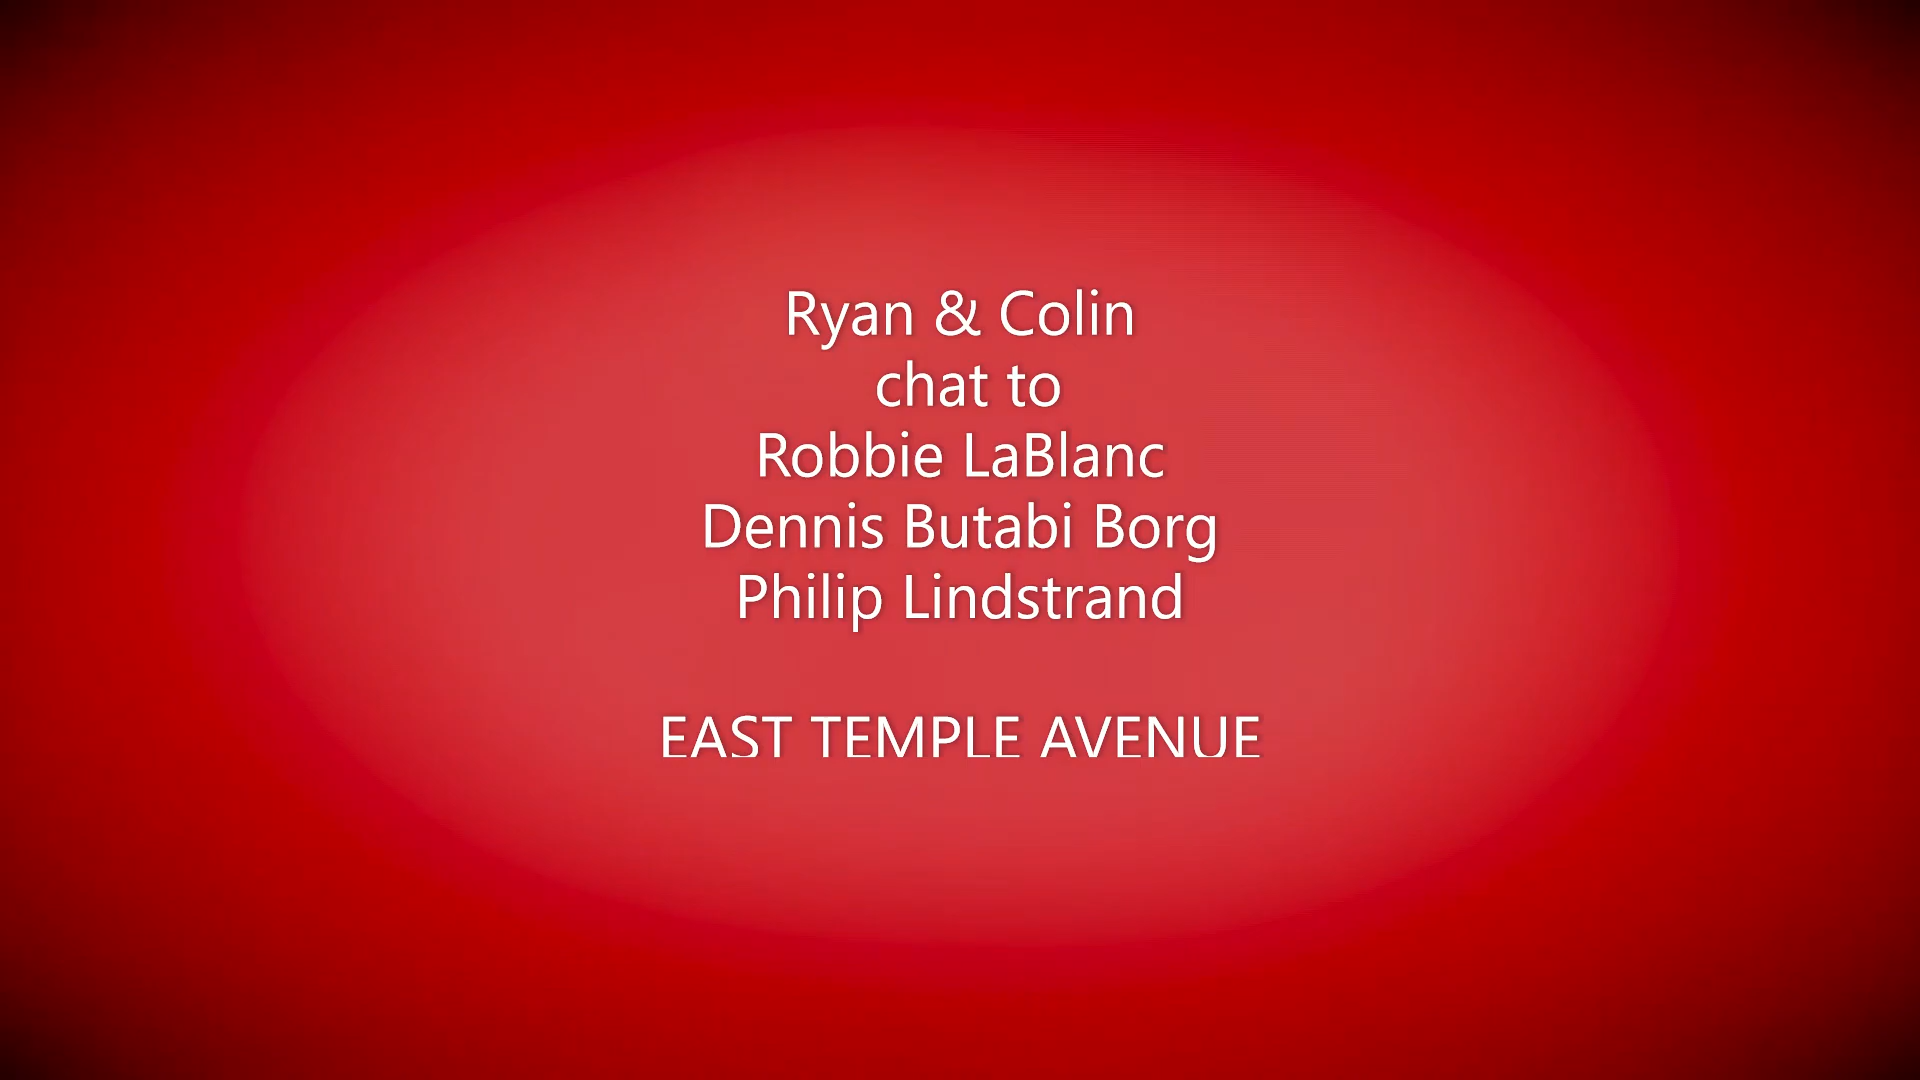 Ryan & Colin
chat to
Robbie LaBlanc
Dennis Butabi Borg
Philip Lindstrand
EAST TEMPLE AVENUE